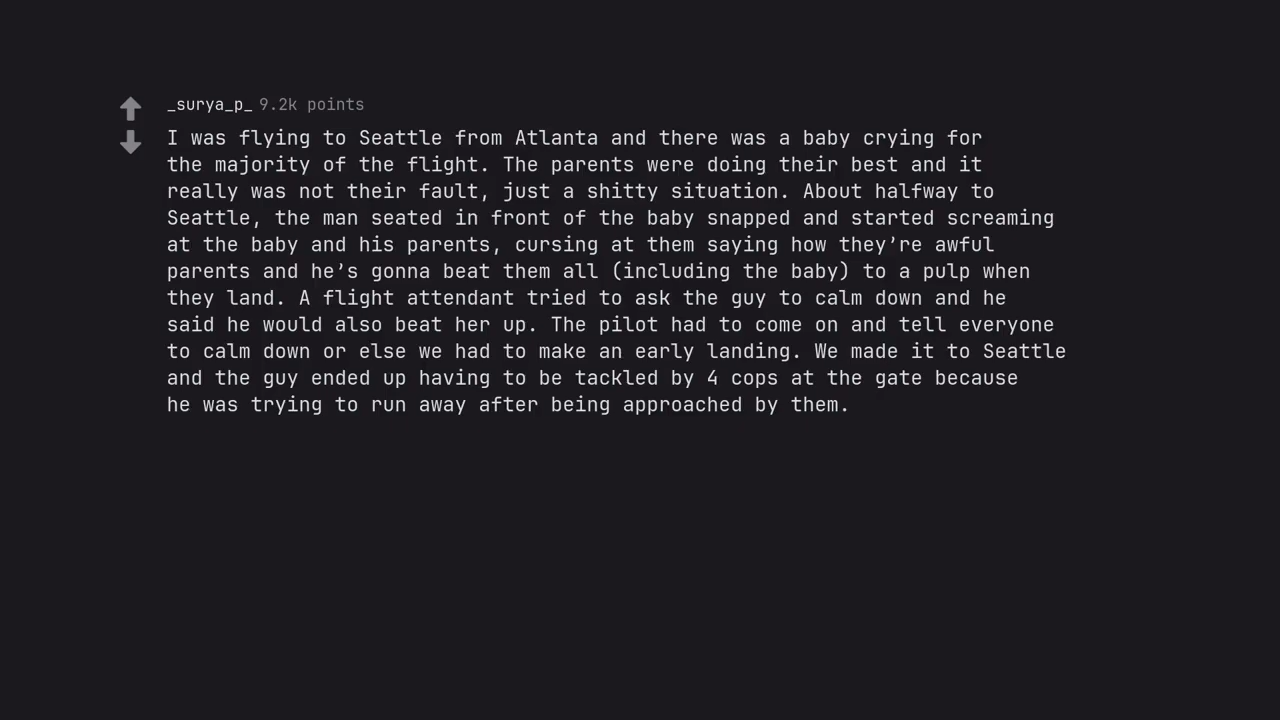 _surya_p_ 9.2k points
I was flying to Seattle from Atlanta and there was a baby crying for
the majority of the flight. The parents were doing their best and it
really was not their fault, just a shitty situation. About halfway to
Seattle, the man seated in front of the baby snapped and started screaming
at the baby and his parents, cursing at them saying how they’re awful
parents and he’s gonna beat them all (including the baby) to a pulp when
they land. A flight attendant tried to ask the guy to calm down and he
said he would also beat her up. The pilot had to come on and tell everyone
to calm down or else we had to make an early landing. We made it to Seattle
and the guy ended up having to be tackled by 4 cops at the gate because
he was trying to run away after being approached by them.